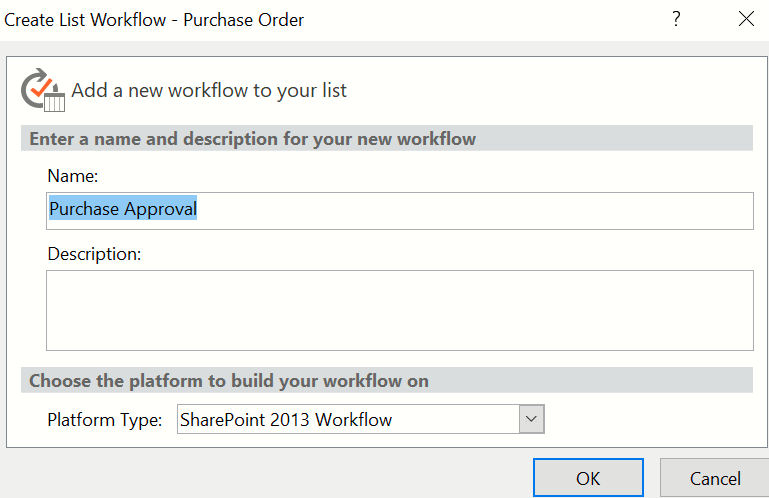 Create List Workflow - Purchase Order
?
Add a new workflow to your list
Enter a name and description for your new workflow
Name:
Purchase Approval
Description:
Choose the platform to build your workflow on
Platform Type: SharePoint 2013 Workflow
OK Cancel